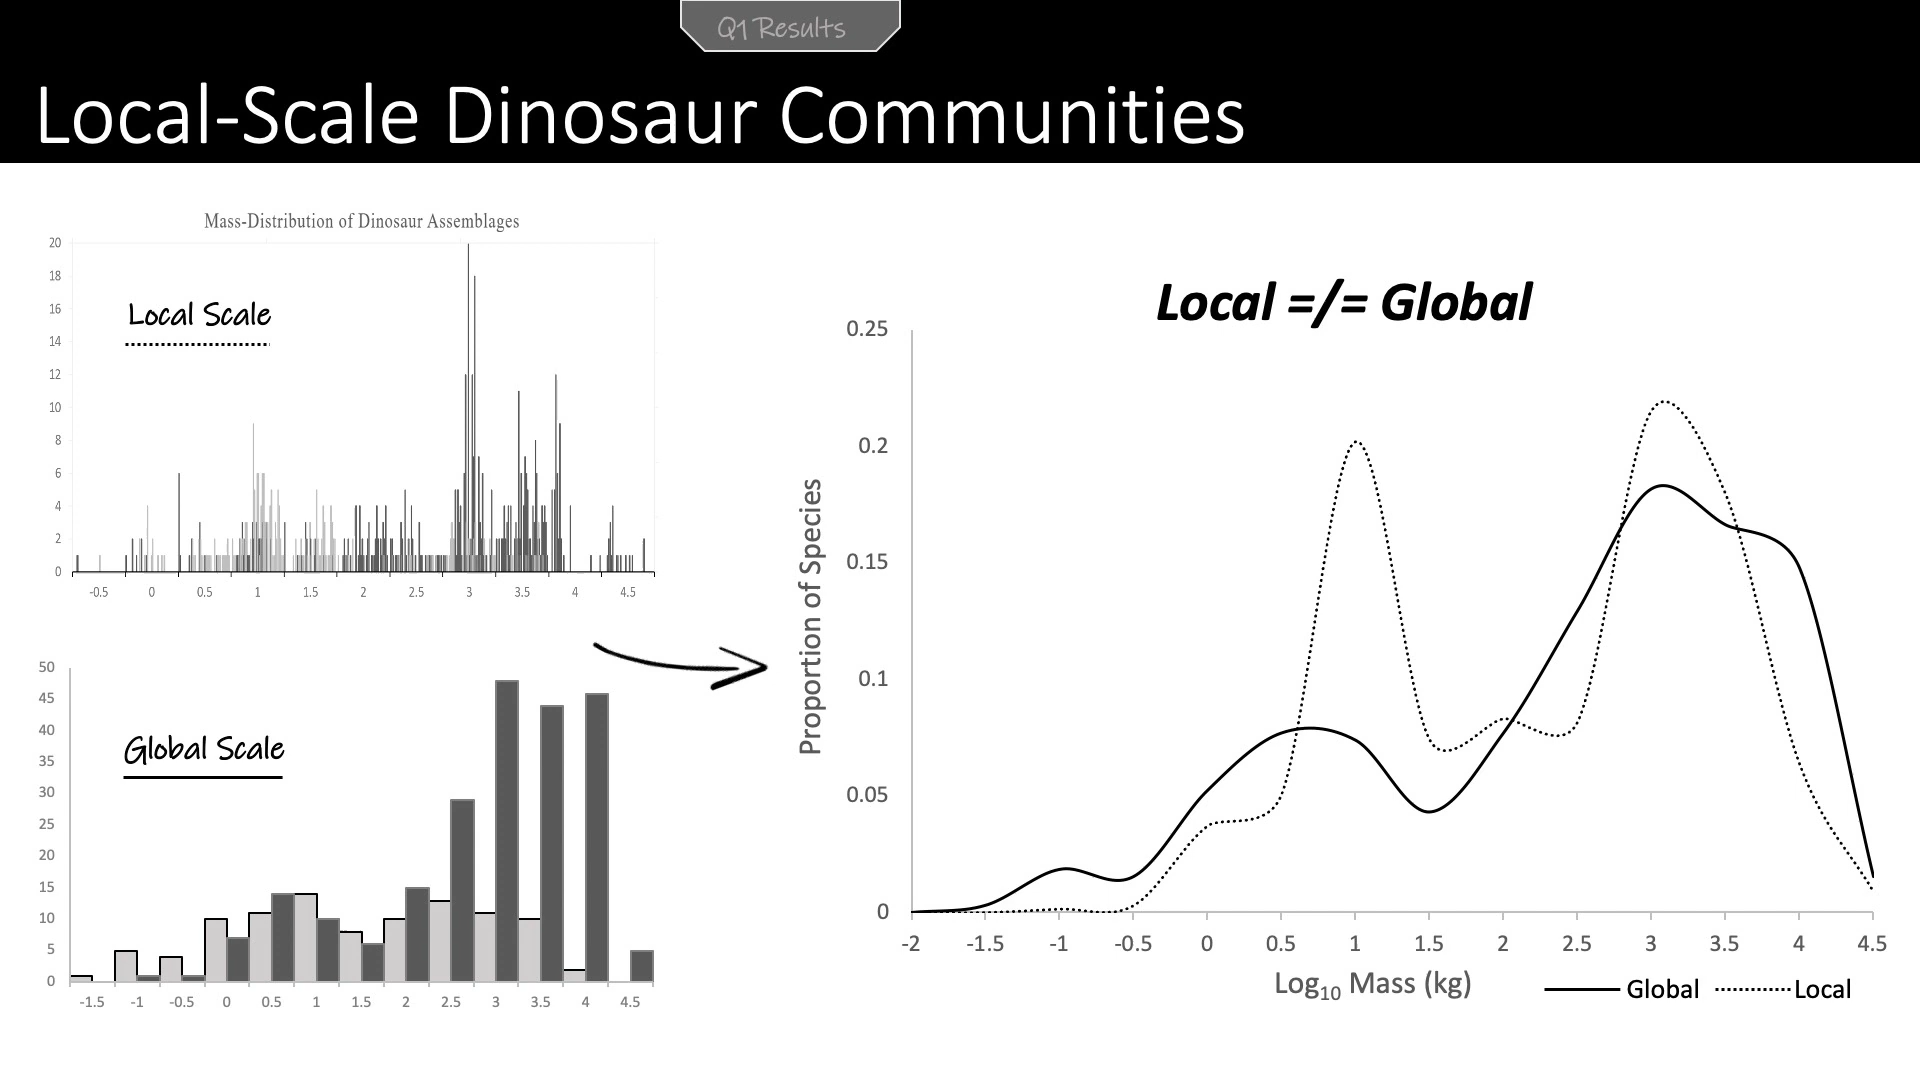 Q1 Results
Local-Scale Dinosaur Communities
Mass-Distribution of Dinosaur Assemblages
20
18
16
14
12
10
8
6
4
2
0
Local Scale
-0.5 0 0.5 1 1.5 2 2.5 3 3.5 4 4.5
50
45
40
35
30
25
20
15
10
5
0
Global Scale
-1.5 -1 -0.5 0 0.5 1 1.5 2 2.5 3 3.5 4 4.5
Local =/= Global
Proportion of Species
0.25
0.2
0.15
0.1
0.05
0
-2 -1.5 -1 -0.5 0 0.5 1 1.5 2 2.5 3 3.5 4 4.5
Log₁₀ Mass (kg)
Global Local